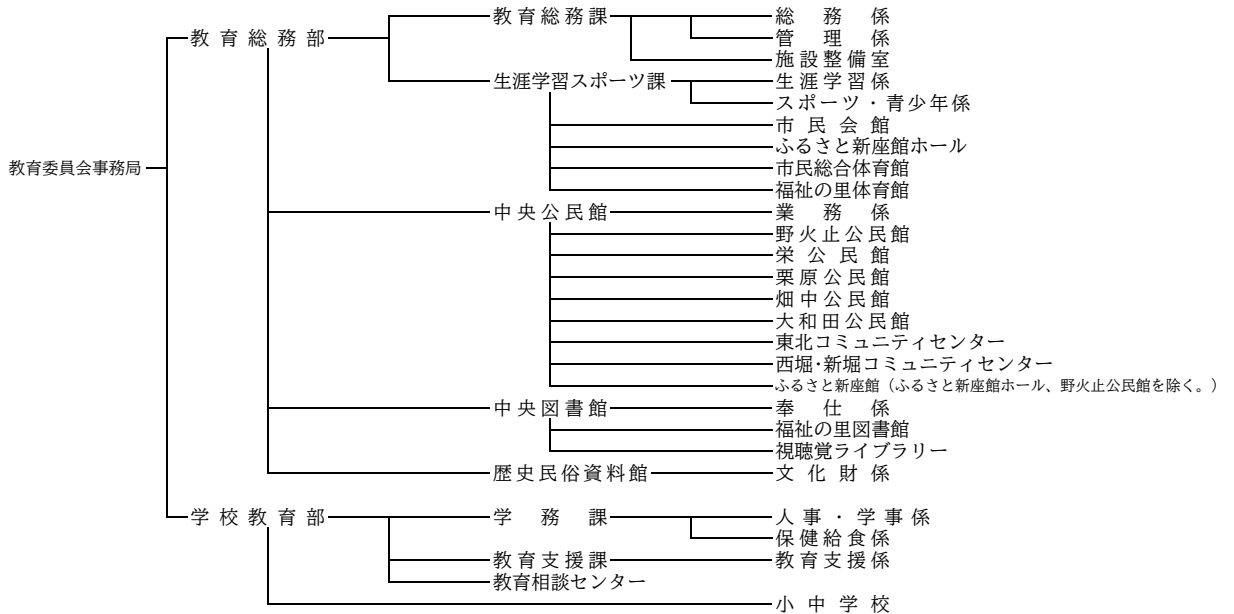 教育総務課 総務係
教育総務部 管理係
施設整備室
生涯学習スポーツ課 生涯学習係
スポーツ・青少年係
市民会館
ふるさと新座館ホール
教育委員会事務局 市民総合体育館
福祉の里体育館
中央公民館 業務係
野火止公民館
栄公民館
栗原公民館
畑中公民館
大和田公民館
東北コミュニティセンター
西堀･新堀コミュニティセンター
ふるさと新座館（ふるさと新座館ホール、野火止公民館を除く。）
中央図書館 奉仕係
福祉の里図書館
視聴覚ライブラリー
歴史民俗資料館 文化財係
学校教育部 学務課 人事・学事係
保健給食係
教育支援課 教育支援係
教育相談センター
小中学校